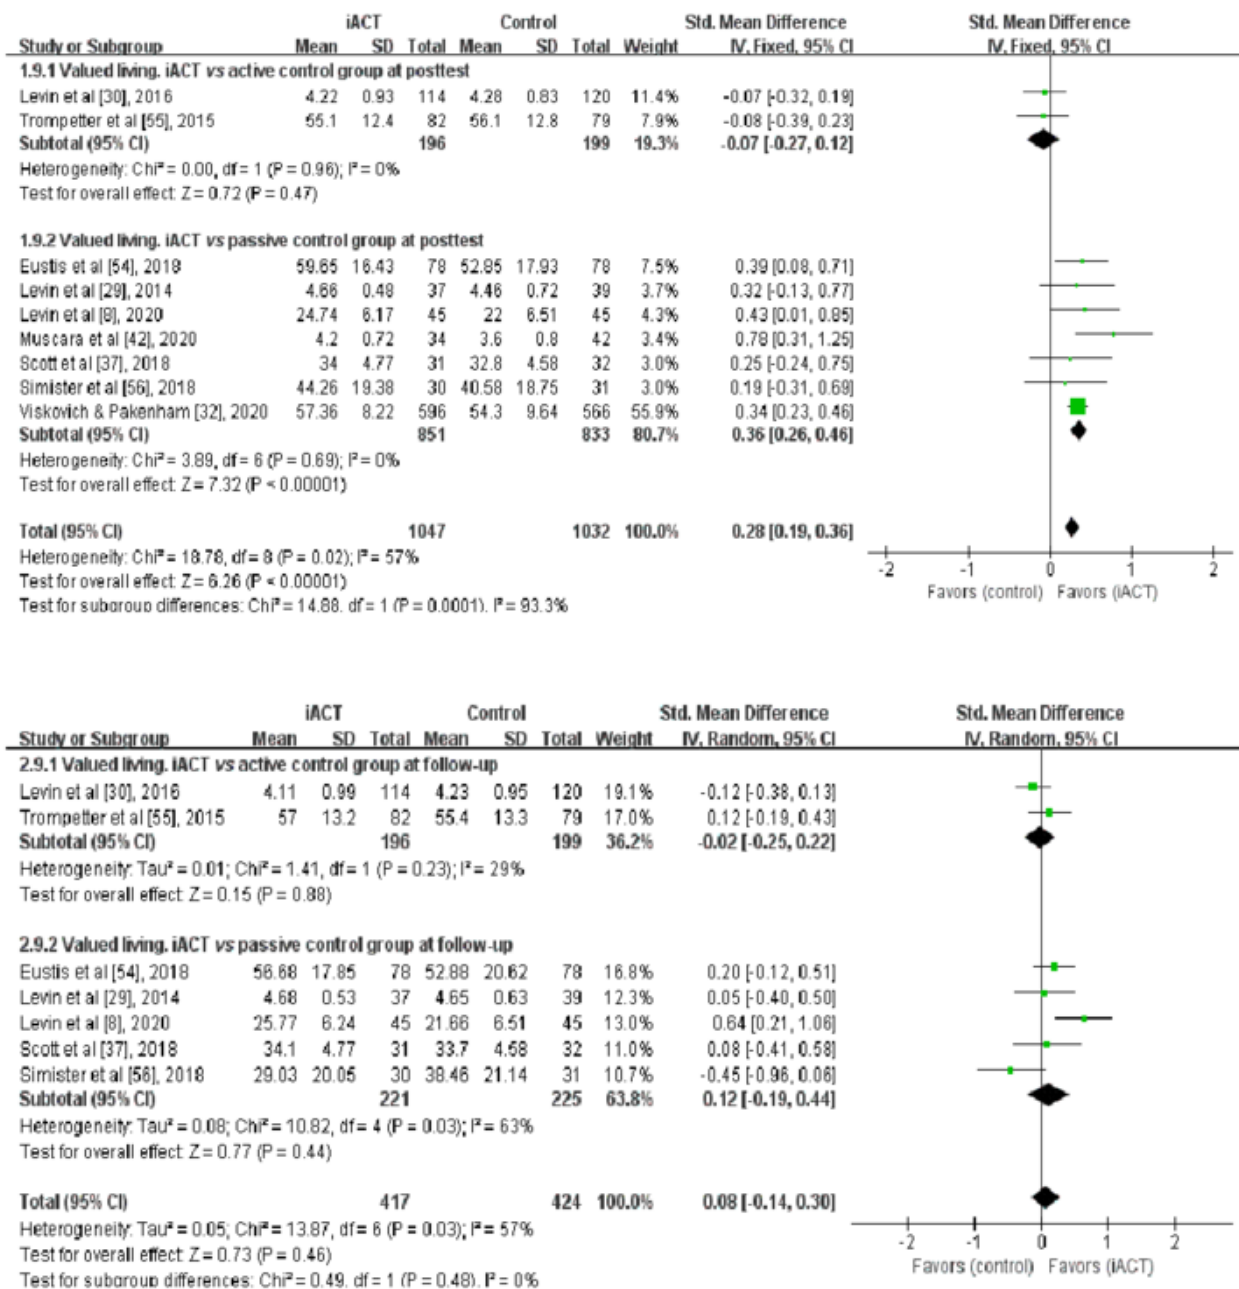 iACT Control Std. Mean Difference Std. Mean Difference
Study or Subgroup Mean SD Total Mean SD Total Weight IV, Fixed, 95% CI IV, Fixed, 95% CI
1.9.1 Valued living. iACT vs active control group at posttest
Levin et al [30], 2016 4.22 0.93 114 4.28 0.83 120 11.4% -0.07 [-0.32, 0.19]
Trompetter et al [55], 2015 55.1 12.4 82 56.1 12.8 79 7.9% -0.08 [-0.39, 0.23]
Subtotal (95% CI) 196 199 19.3% -0.07 [-0.27, 0.12]
Heterogeneity: Chi² = 0.00, df = 1 (P = 0.96); I² = 0%
Test for overall effect: Z = 0.72 (P = 0.47)
1.9.2 Valued living. iACT vs passive control group at posttest
Eustis et al [54], 2018 59.65 16.43 78 52.85 17.93 78 7.5% 0.39 [0.08, 0.71]
Levin et al [29], 2014 4.66 0.48 37 4.46 0.72 39 3.7% 0.32 [-0.13, 0.77]
Levin et al [8], 2020 24.74 6.17 45 22 6.51 45 4.3% 0.43 [0.01, 0.85]
Muscara et al [42], 2020 4.2 0.72 34 3.6 0.8 42 3.4% 0.78 [0.31, 1.25]
Scott et al [37], 2018 34 4.77 31 32.8 4.58 32 3.0% 0.25 [-0.24, 0.75]
Simister et al [56], 2018 44.26 19.38 30 40.58 18.75 31 3.0% 0.19 [-0.31, 0.69]
Viskovich & Pakenham [32], 2020 57.36 8.22 596 54.3 9.64 566 55.9% 0.34 [0.23, 0.46]
Subtotal (95% CI) 851 833 80.7% 0.36 [0.26, 0.46]
Heterogeneity: Chi² = 3.89, df = 6 (P = 0.69); I² = 0%
Test for overall effect: Z = 7.32 (P < 0.00001)
Total (95% CI) 1047 1032 100.0% 0.28 [0.19, 0.36]
Heterogeneity: Chi² = 18.78, df = 8 (P = 0.02); I² = 57%
Test for overall effect: Z = 6.26 (P < 0.00001)
Test for subgroup differences: Chi² = 14.88. df = 1 (P = 0.0001). I² = 93.3%
-2 -1 0 1 2
Favors (control) Favors (iACT)
iACT Control Std. Mean Difference Std. Mean Difference
Study or Subgroup Mean SD Total Mean SD Total Weight IV, Random, 95% CI IV, Random, 95% CI
2.9.1 Valued living. iACT vs active control group at follow-up
Levin et al [30], 2016 4.11 0.99 114 4.23 0.95 120 19.1% -0.12 [-0.38, 0.13]
Trompetter et al [55], 2015 57 13.2 82 55.4 13.3 79 17.0% 0.12 [-0.19, 0.43]
Subtotal (95% CI) 196 199 36.2% -0.02 [-0.25, 0.22]
Heterogeneity: Tau² = 0.01; Chi² = 1.41, df = 1 (P = 0.23); I² = 29%
Test for overall effect: Z = 0.15 (P = 0.88)
2.9.2 Valued living. iACT vs passive control group at follow-up
Eustis et al [54], 2018 56.68 17.85 78 52.88 20.62 78 16.8% 0.20 [-0.12, 0.51]
Levin et al [29], 2014 4.68 0.53 37 4.65 0.63 39 12.3% 0.05 [-0.40, 0.50]
Levin et al [8], 2020 25.77 6.24 45 21.66 6.51 45 13.0% 0.64 [0.21, 1.06]
Scott et al [37], 2018 34.1 4.77 31 33.7 4.58 32 11.0% 0.08 [-0.41, 0.58]
Simister et al [56], 2018 29.03 20.05 30 38.46 21.14 31 10.7% -0.45 [-0.96, 0.06]
Subtotal (95% CI) 221 225 63.8% 0.12 [-0.19, 0.44]
Heterogeneity: Tau² = 0.08; Chi² = 10.82, df = 4 (P = 0.03); I² = 63%
Test for overall effect: Z = 0.77 (P = 0.44)
Total (95% CI) 417 424 100.0% 0.08 [-0.14, 0.30]
Heterogeneity: Tau² = 0.05; Chi² = 13.87, df = 6 (P = 0.03); I² = 57%
Test for overall effect: Z = 0.73 (P = 0.46)
Test for subgroup differences: Chi² = 0.49. df = 1 (P = 0.48). I² = 0%
-2 -1 0 1 2
Favors (control) Favors (iACT)